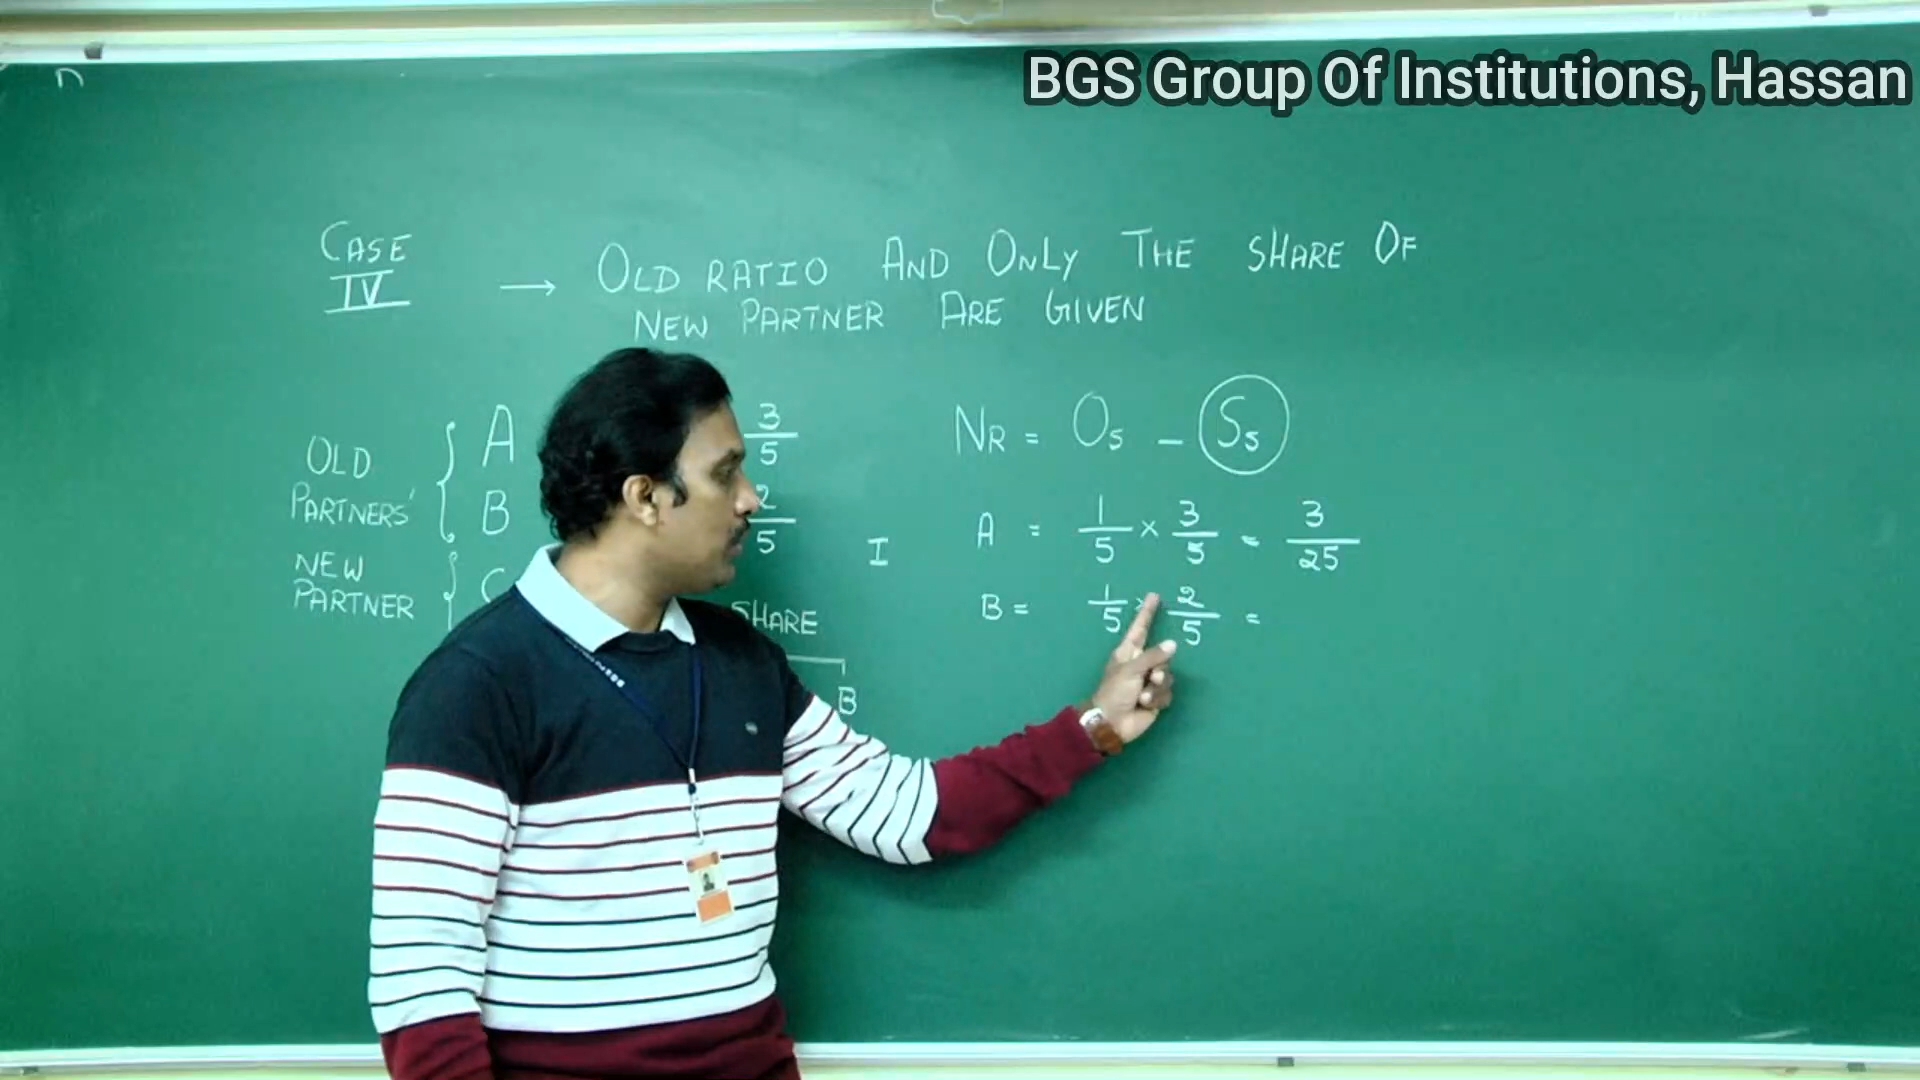 BGS Group Of Institutions, Hassan
n
CASE IV → OLD RATIO AND ONLY THE SHARE OF
NEW PARTNER ARE GIVEN
OLD PARTNERS'
{ A 3/5
B 2/5
NEW PARTNER
{ C SHARE
B
NR = Os - Ss
I A = 1/5 × 3/5 = 3/25
B = 1/5 × 2/5 =